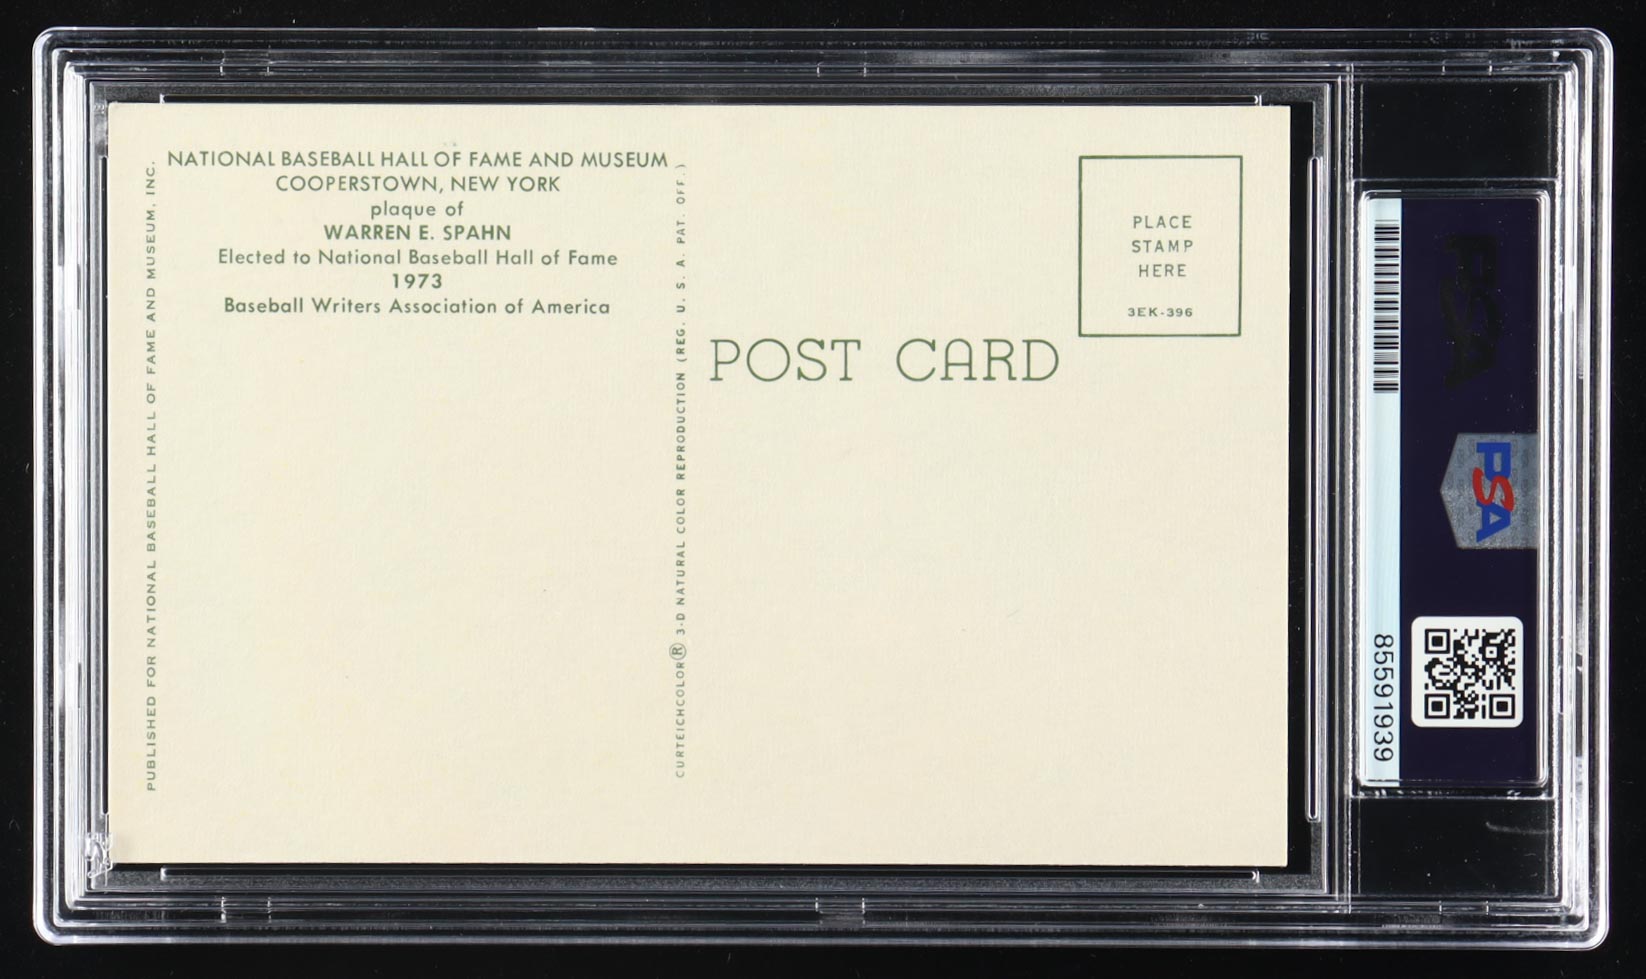 PUBLISHED FOR NATIONAL BASEBALL HALL OF FAME AND MUSEUM, INC.
NATIONAL BASEBALL HALL OF FAME AND MUSEUM
COOPERSTOWN, NEW YORK
plaque of
WARREN E. SPAHN
Elected to National Baseball Hall of Fame
1973
Baseball Writers Association of America
CURTEICHCOLOR® 3-D NATURAL COLOR REPRODUCTION (REG. U. S. A. PAT. OFF.)
POST CARD
PLACE
STAMP
HERE
3EK-396
PSA
PSA
85591939